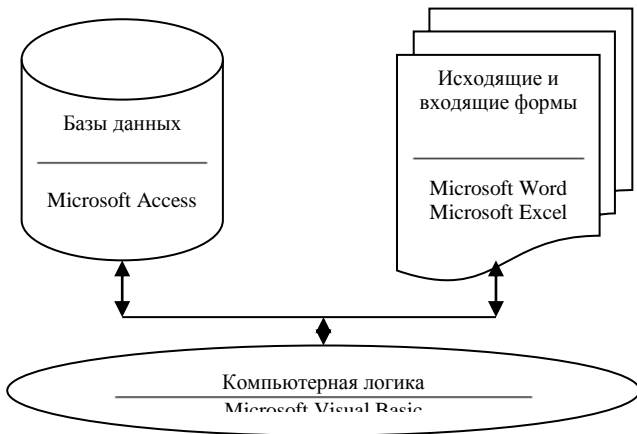 Базы данных
Microsoft Access
Исходящие и
входящие формы
Microsoft Word
Microsoft Excel
Компьютерная логика
Microsoft Visual Basic